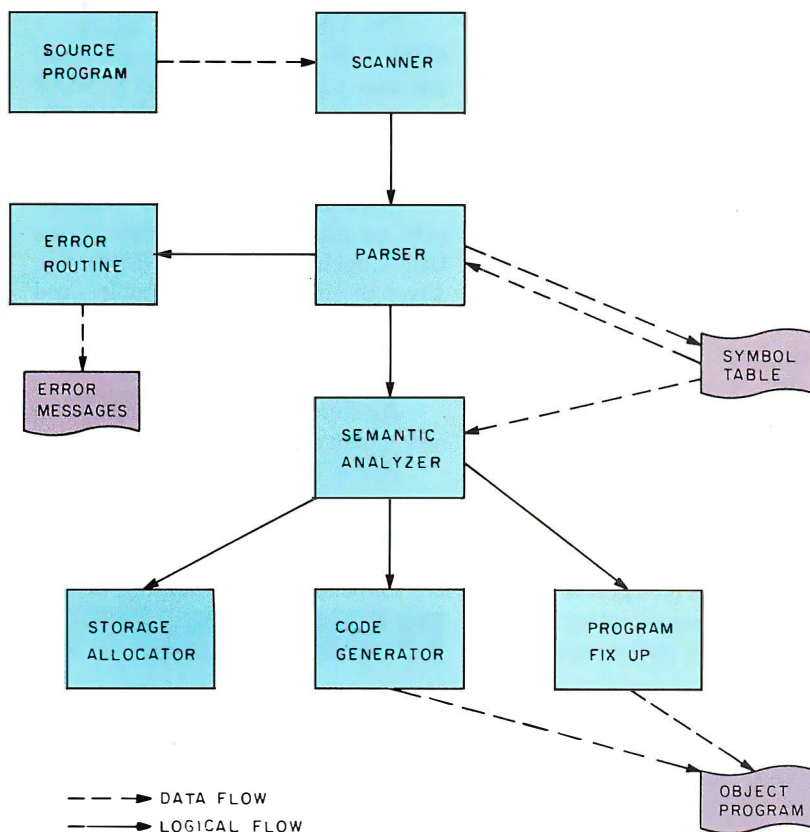 SOURCE
PROGRAM
SCANNER
ERROR
ROUTINE
PARSER
ERROR
MESSAGES
SYMBOL
TABLE
SEMANTIC
ANALYZER
STORAGE
ALLOCATOR
CODE
GENERATOR
PROGRAM
FIX UP
OBJECT
PROGRAM
DATA FLOW
LOGICAL FLOW